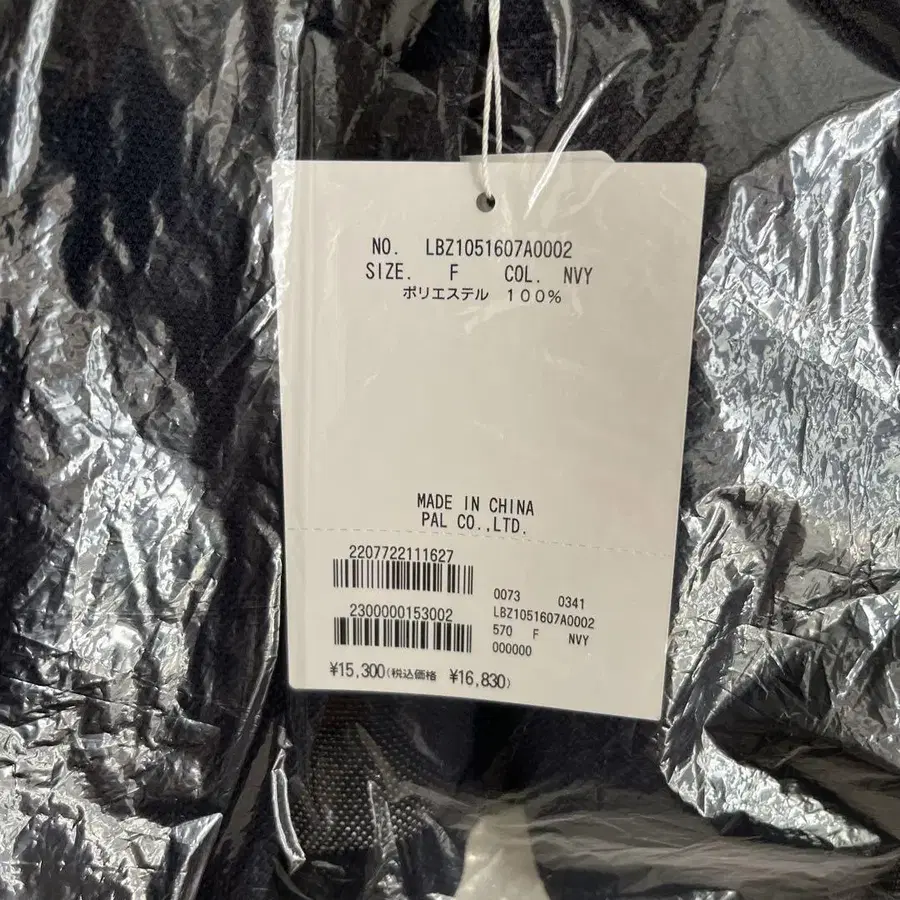 NO. LBZ1051607A0002
SIZE. F COL. NVY
ポリエステル 100%
MADE IN CHINA
PAL CO.,LTD.
2207722111627
2300000153002
0073 0341
LBZ1051607A0002
570 F NVY
000000
¥15,300(税込価格 ¥16,830)